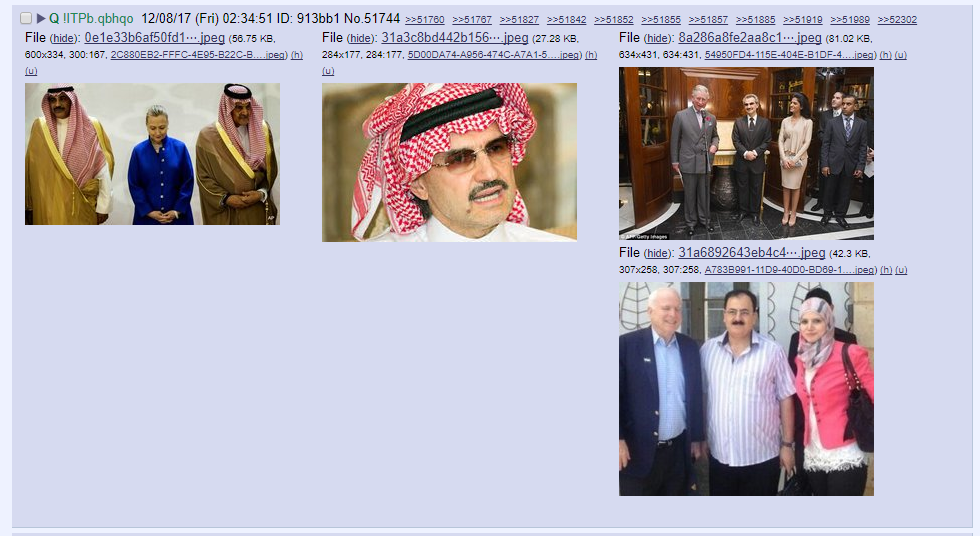 Q !ITPb.qbhqo 12/08/17 (Fri) 02:34:51 ID: 913bb1 No.51744 >>51760 >>51767 >>51827 >>51842 >>51852 >>51855 >>51857 >>51885 >>51919 >>51989 >>52302
File (hide): 0e1e33b6af50fd1⋯.jpeg (56.75 KB,
600x334, 300:167, 2C880EB2-FFFC-4E95-B22C-B….jpeg) (h)
(u)
AP
File (hide): 31a3c8bd442b156⋯.jpeg (27.28 KB,
284x177, 284:177, 5D00DA74-A956-474C-A7A1-5….jpeg) (h)
(u)
File (hide): 8a286a8fe2aa8c1⋯.jpeg (81.02 KB,
634x431, 634:431, 54950FD4-115E-404E-B1DF-4….jpeg) (h) (u)
Getty Images
File (hide): 31a6892643eb4c4⋯.jpeg (42.3 KB,
307x258, 307:258, A783B991-11D9-40D0-BD69-1….jpeg) (h) (u)